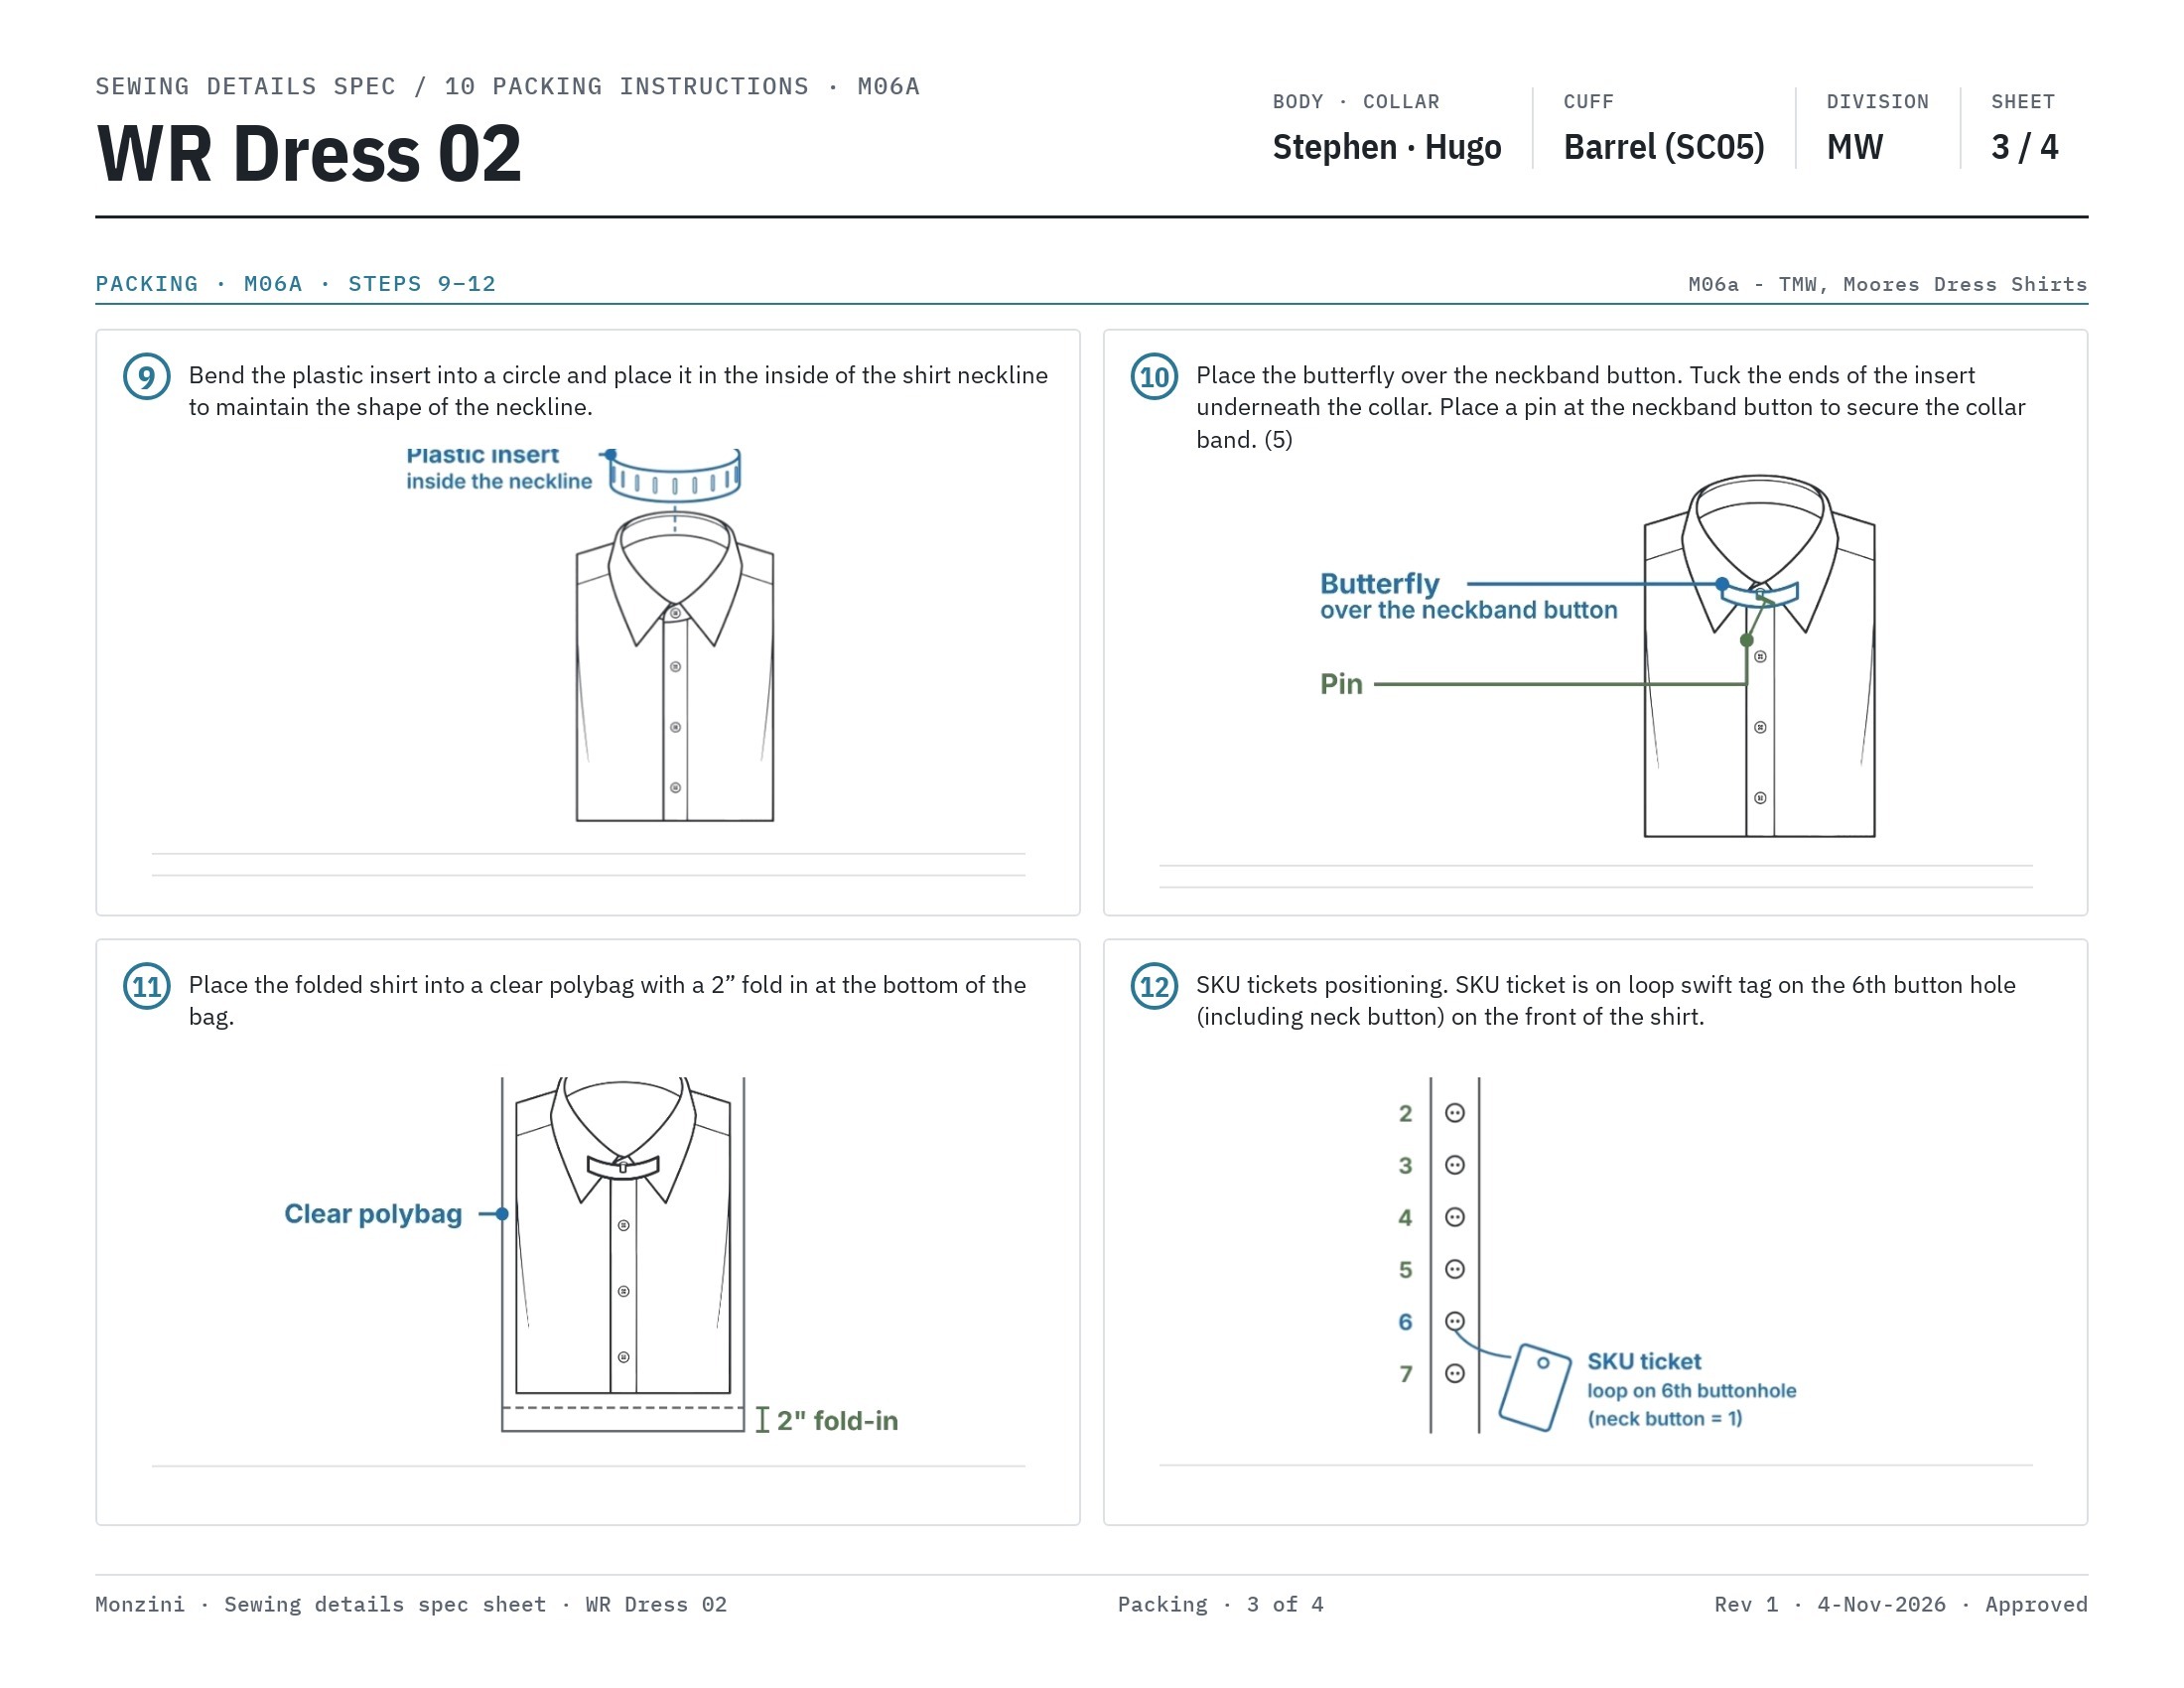 SEWING DETAILS SPEC / 10 PACKING INSTRUCTIONS · M06A
WR Dress 02
BODY · COLLAR
Stephen · Hugo
CUFF
Barrel (SC05)
DIVISION
MW
SHEET
3 / 4
PACKING · M06A · STEPS 9–12
M06a - TMW, Moores Dress Shirts
9
Bend the plastic insert into a circle and place it in the inside of the shirt neckline
to maintain the shape of the neckline.
Plastic insert
inside the neckline
10
Place the butterfly over the neckband button. Tuck the ends of the insert
underneath the collar. Place a pin at the neckband button to secure the collar
band. (5)
Butterfly
over the neckband button
Pin
11
Place the folded shirt into a clear polybag with a 2” fold in at the bottom of the
bag.
Clear polybag
2" fold-in
12
SKU tickets positioning. SKU ticket is on loop swift tag on the 6th button hole
(including neck button) on the front of the shirt.
2
3
4
5
6
7
SKU ticket
loop on 6th buttonhole
(neck button = 1)
Monzini · Sewing details spec sheet · WR Dress 02
Packing · 3 of 4
Rev 1 · 4-Nov-2026 · Approved